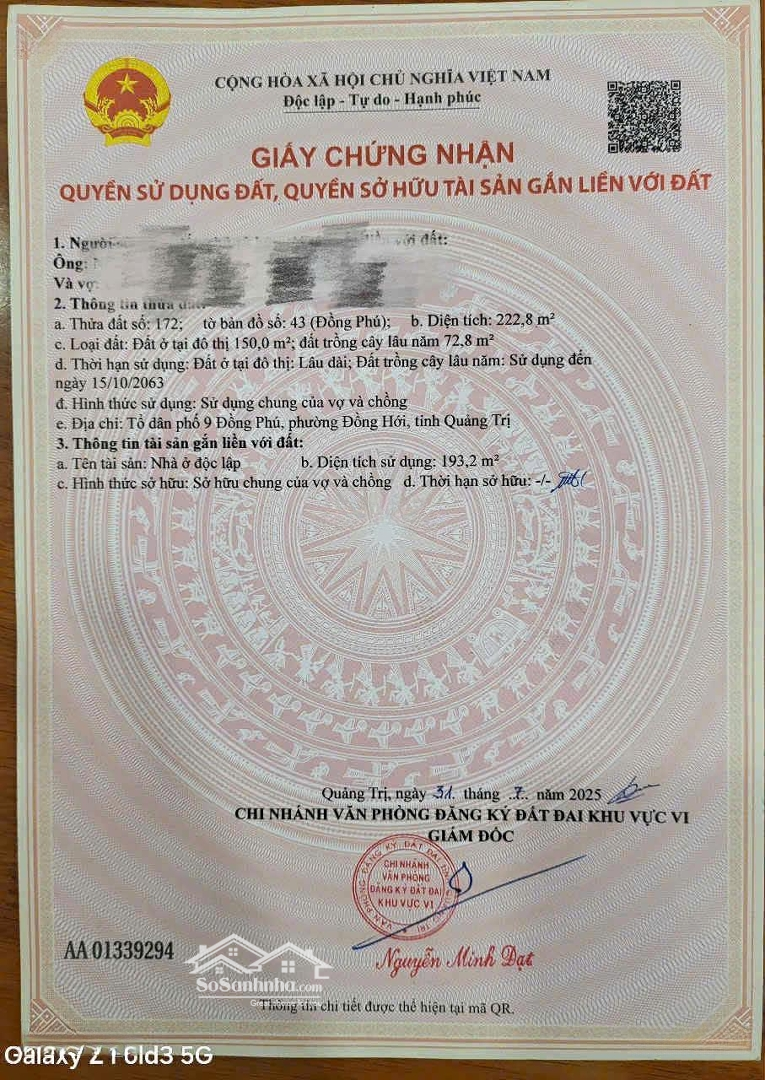 CỘNG HÒA XÃ HỘI CHỦ NGHĨA VIỆT NAM
Độc lập - Tự do - Hạnh phúc
GIẤY CHỨNG NHẬN
QUYỀN SỬ DỤNG ĐẤT, QUYỀN SỞ HỮU TÀI SẢN GẮN LIỀN VỚI ĐẤT
1. Người với đất:
Ông:
Và vợ:
2. Thông tin thửa đất:
a. Thửa đất số: 172; tờ bản đồ số: 43 (Đồng Phú); b. Diện tích: 222,8 m²
c. Loại đất: Đất ở tại đô thị 150,0 m²; đất trồng cây lâu năm 72,8 m²
d. Thời hạn sử dụng: Đất ở tại đô thị: Lâu dài; Đất trồng cây lâu năm: Sử dụng đến
ngày 15/10/2063
đ. Hình thức sử dụng: Sử dụng chung của vợ và chồng
e. Địa chỉ: Tổ dân phố 9 Đồng Phú, phường Đồng Hới, tỉnh Quảng Trị
3. Thông tin tài sản gắn liền với đất:
a. Tên tài sản: Nhà ở độc lập b. Diện tích sử dụng: 193,2 m²
c. Hình thức sở hữu: Sở hữu chung của vợ và chồng d. Thời hạn sở hữu: -/-
Quảng Trị, ngày 31 tháng 7 năm 2025
CHI NHÁNH VĂN PHÒNG ĐĂNG KÝ ĐẤT ĐAI KHU VỰC VI
GIÁM ĐỐC
CHI NHÁNH
VĂN PHÒNG
ĐĂNG KÝ ĐẤT ĐAI
KHU VỰC VI
Nguyễn Minh Đạt
AA 01339294
SoSanhnha.com
Thông tin chi tiết được thể hiện tại mã QR.
Galaxy Z Fold3 5G